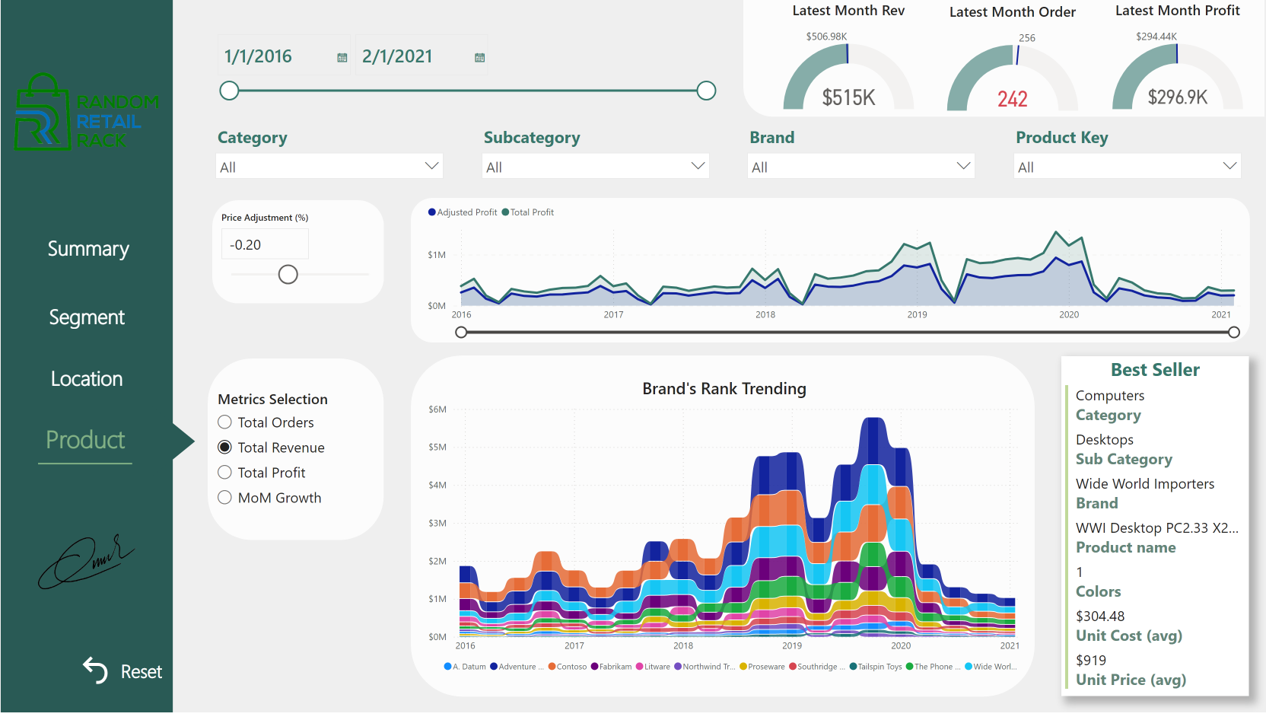 RANDOM
RETAIL
RACK
Summary
Segment
Location
Product
Reset
1/1/2016
2/1/2021
Latest Month Rev
$506.98K
$515K
Latest Month Order
256
242
Latest Month Profit
$294.44K
$296.9K
Category
All
Subcategory
All
Brand
All
Product Key
All
Price Adjustment (%)
-0.20
Adjusted Profit
Total Profit
$1M
$0M
2016
2017
2018
2019
2020
2021
Metrics Selection
Total Orders
Total Revenue
Total Profit
MoM Growth
Brand's Rank Trending
$6M
$5M
$4M
$3M
$2M
$1M
$0M
2016
2017
2018
2019
2020
2021
A. Datum
Adventure ...
Contoso
Fabrikam
Litware
Northwind Tr...
Proseware
Southridge ...
Tailspin Toys
The Phone ...
Wide Worl...
Best Seller
Computers
Category
Desktops
Sub Category
Wide World Importers
Brand
WWI Desktop PC2.33 X2...
Product name
1
Colors
$304.48
Unit Cost (avg)
$919
Unit Price (avg)